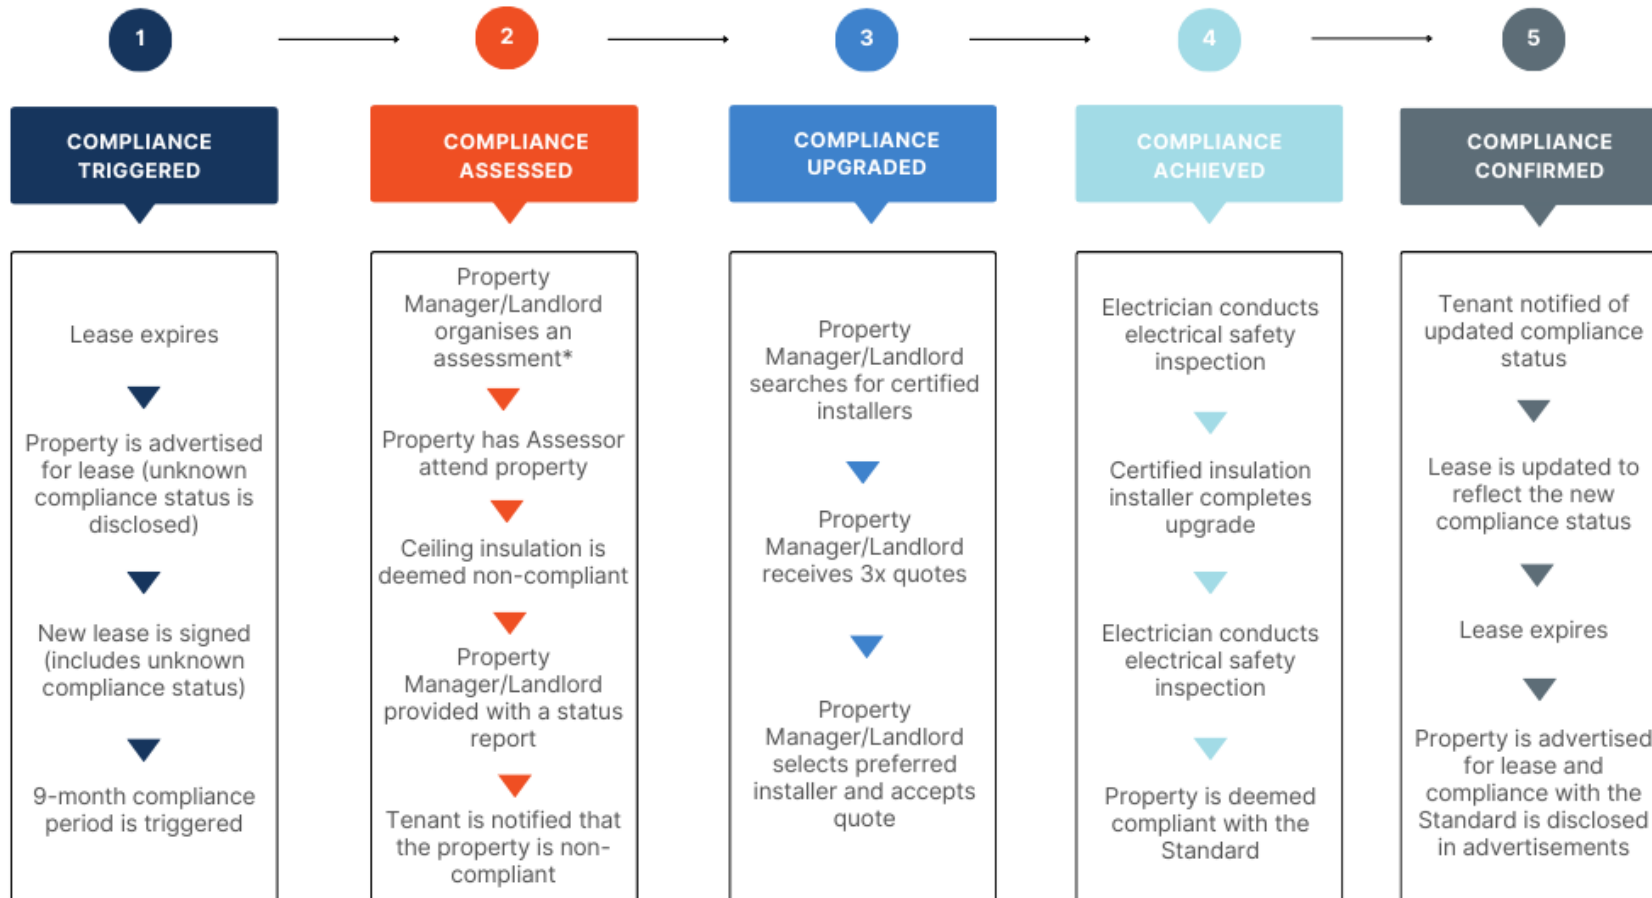 1
2
3
4
5
COMPLIANCE
TRIGGERED
COMPLIANCE
ASSESSED
COMPLIANCE
UPGRADED
COMPLIANCE
ACHIEVED
COMPLIANCE
CONFIRMED
Lease expires
Property is advertised
for lease (unknown
compliance status is
disclosed)
New lease is signed
(includes unknown
compliance status)
9-month compliance
period is triggered
Property
Manager/Landlord
organises an
assessment*
Property has Assessor
attend property
Ceiling insulation is
deemed non-compliant
Property
Manager/Landlord
provided with a status
report
Tenant is notified that
the property is non-
compliant
Property
Manager/Landlord
searches for certified
installers
Property
Manager/Landlord
receives 3x quotes
Property
Manager/Landlord
selects preferred
installer and accepts
quote
Electrician conducts
electrical safety
inspection
Certified insulation
installer completes
upgrade
Electrician conducts
electrical safety
inspection
Property is deemed
compliant with the
Standard
Tenant notified of
updated compliance
status
Lease is updated to
reflect the new
compliance status
Lease expires
Property is advertised
for lease and
compliance with the
Standard is disclosed
in advertisements